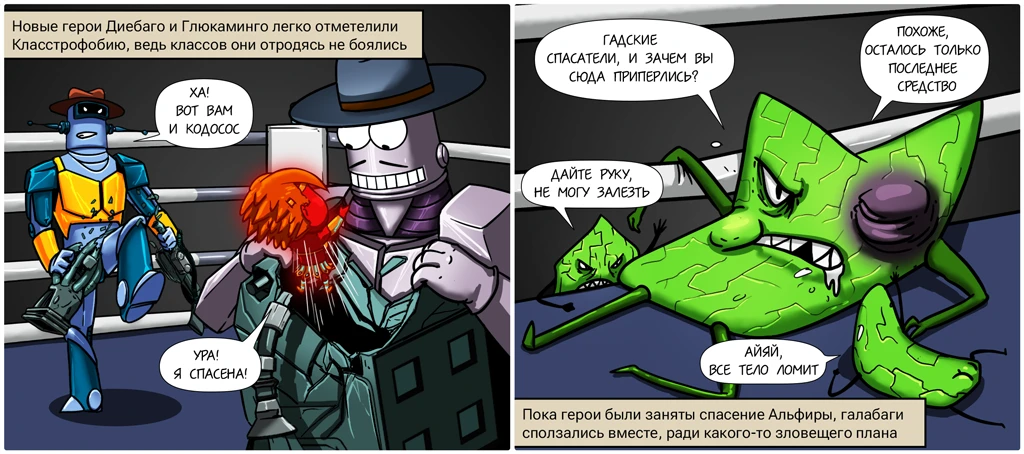 Новые герои Диебаго и Глюкаминго легко отметелили
Класстрофобию, ведь классов они отродясь не боялись
ХА!
ВОТ ВАМ
И КОДОСОС
УРА!
Я СПАСЕНА!
ГАДСКИЕ
СПАСАТЕЛИ, И ЗАЧЕМ ВЫ
СЮДА ПРИПЕРЛИСЬ?
ПОХОЖЕ,
ОСТАЛОСЬ ТОЛЬКО
ПОСЛЕДНЕЕ
СРЕДСТВО
ДАЙТЕ РУКУ,
НЕ МОГУ ЗАЛЕЗТЬ
АЙЯЙ,
ВСЕ ТЕЛО ЛОМИТ
Пока герои были заняты спасение Альфиры, галабаги
сползались вместе, ради какого-то зловещего плана